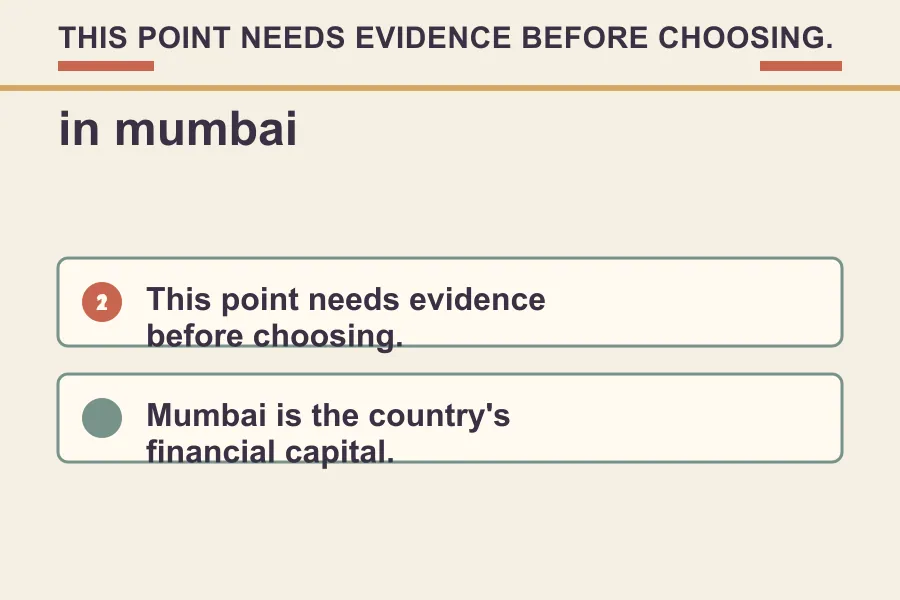 THIS POINT NEEDS EVIDENCE BEFORE CHOOSING.
in mumbai
2
This point needs evidence
before choosing.
Mumbai is the country's
financial capital.